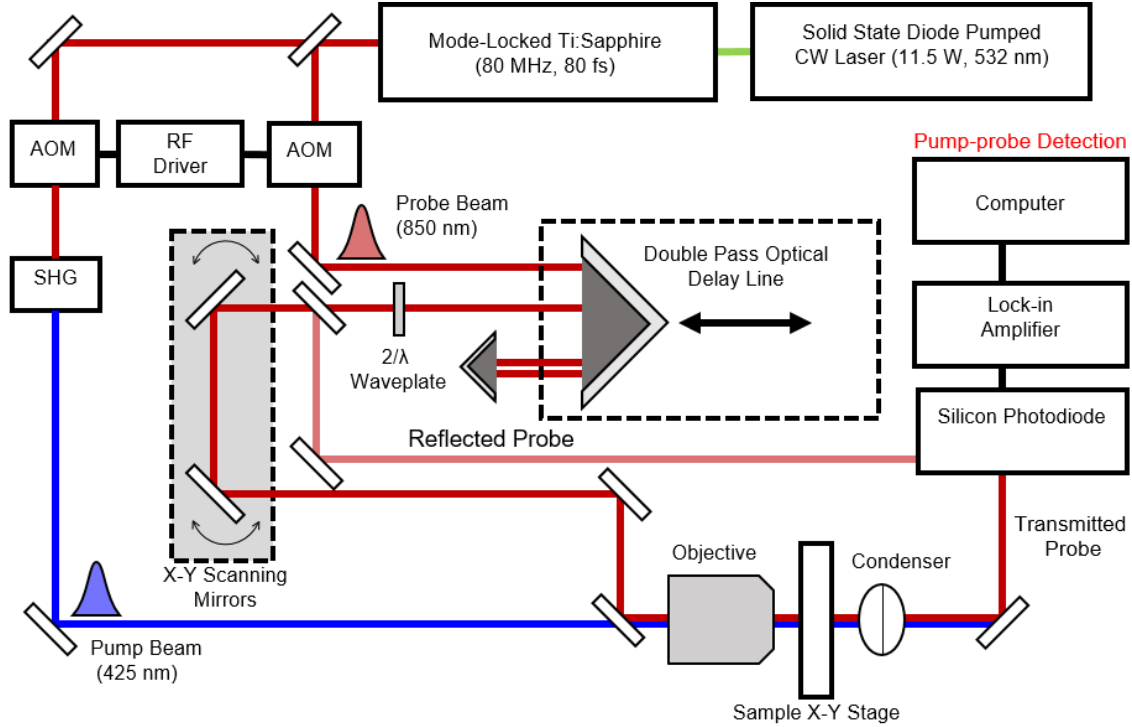 Mode-Locked Ti:Sapphire
(80 MHz, 80 fs)
Solid State Diode Pumped
CW Laser (11.5 W, 532 nm)
AOM
RF
Driver
AOM
Pump-probe Detection
Computer
Probe Beam
(850 nm)
Double Pass Optical
Delay Line
SHG
Lock-in
Amplifier
2/λ
Waveplate
Silicon Photodiode
Reflected Probe
Transmitted
Probe
Objective
Condenser
X-Y Scanning
Mirrors
Pump Beam
(425 nm)
Sample X-Y Stage